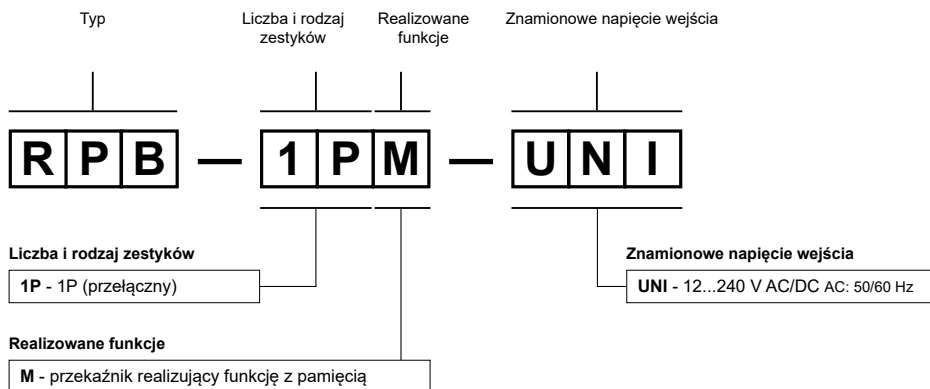 Typ
Liczba i rodzaj
zestyków
Realizowane
funkcje
Znamionowe napięcie wejścia
RPB — 1PM — UNI
Liczba i rodzaj zestyków
1P - 1P (przełączny)
Znamionowe napięcie wejścia
UNI - 12...240 V AC/DC AC: 50/60 Hz
Realizowane funkcje
M - przekaźnik realizujący funkcję z pamięcią